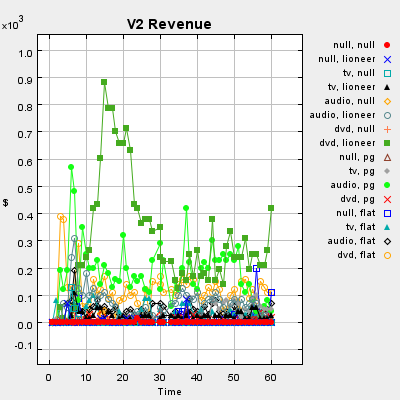 V2 Revenue
×10³
1.0
0.9
0.8
0.7
0.6
0.5
0.4
0.3
0.2
0.1
0.0
-0.1
$
0 10 20 30 40 50 60
Time
null, null
null, lioneer
tv, null
tv, lioneer
audio, null
audio, lioneer
dvd, null
dvd, lioneer
null, pg
tv, pg
audio, pg
dvd, pg
null, flat
tv, flat
audio, flat
dvd, flat